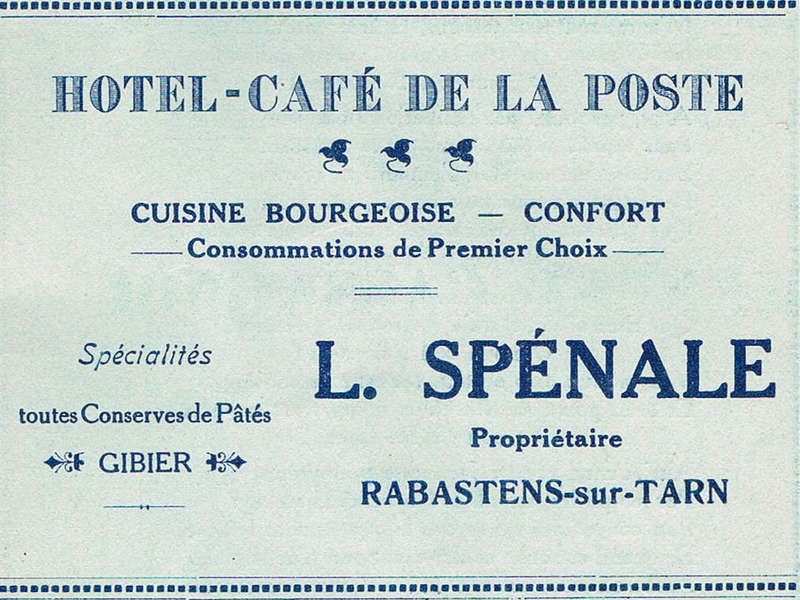 HOTEL-CAFÉ DE LA POSTE
CUISINE BOURGEOISE — CONFORT
Consommations de Premier Choix
Spécialités
toutes Conserves de Pâtés
GIBIER
L. SPÉNALE
Propriétaire
RABASTENS-sur-TARN